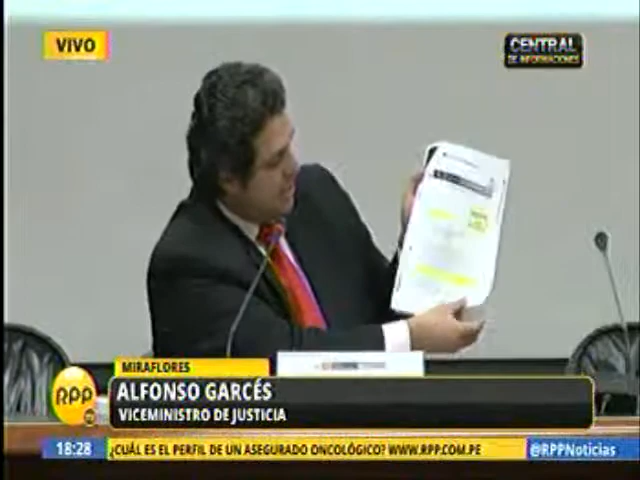 VIVO
CENTRAL
DE INFORMACIONES
MIRAFLORES
RPP
ALFONSO GARCÉS
VICEMINISTRO DE JUSTICIA
18:28
¿CUÁL ES EL PERFIL DE UN ASEGURADO ONCOLÓGICO? WWW.RPP.COM.PE
@RPPNoticias